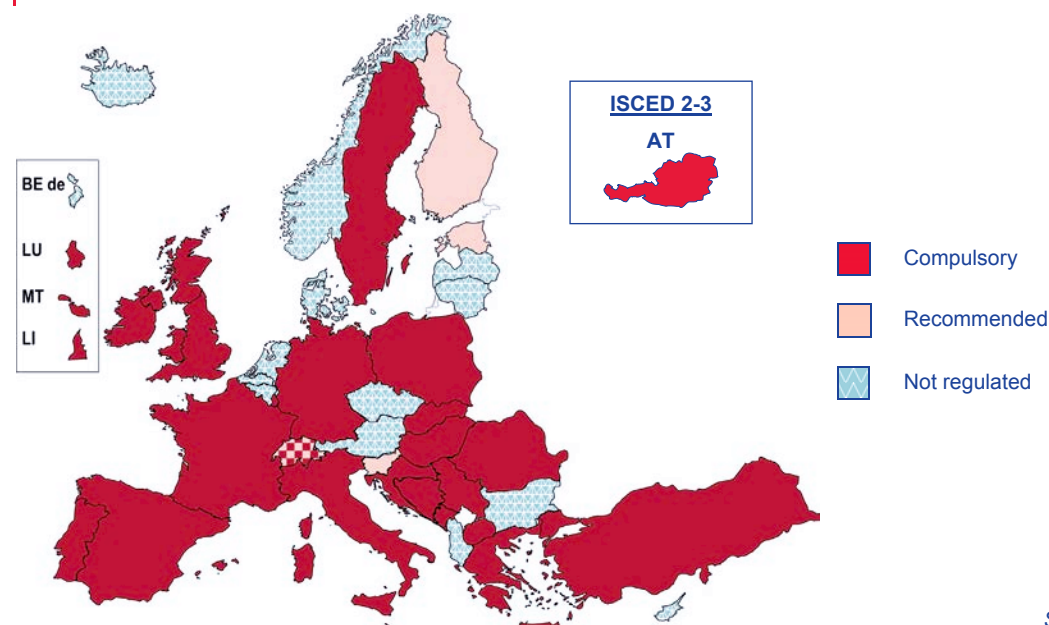 ISCED 2-3
AT
BE de
LU
MT
LI
Compulsory
Recommended
Not regulated
S